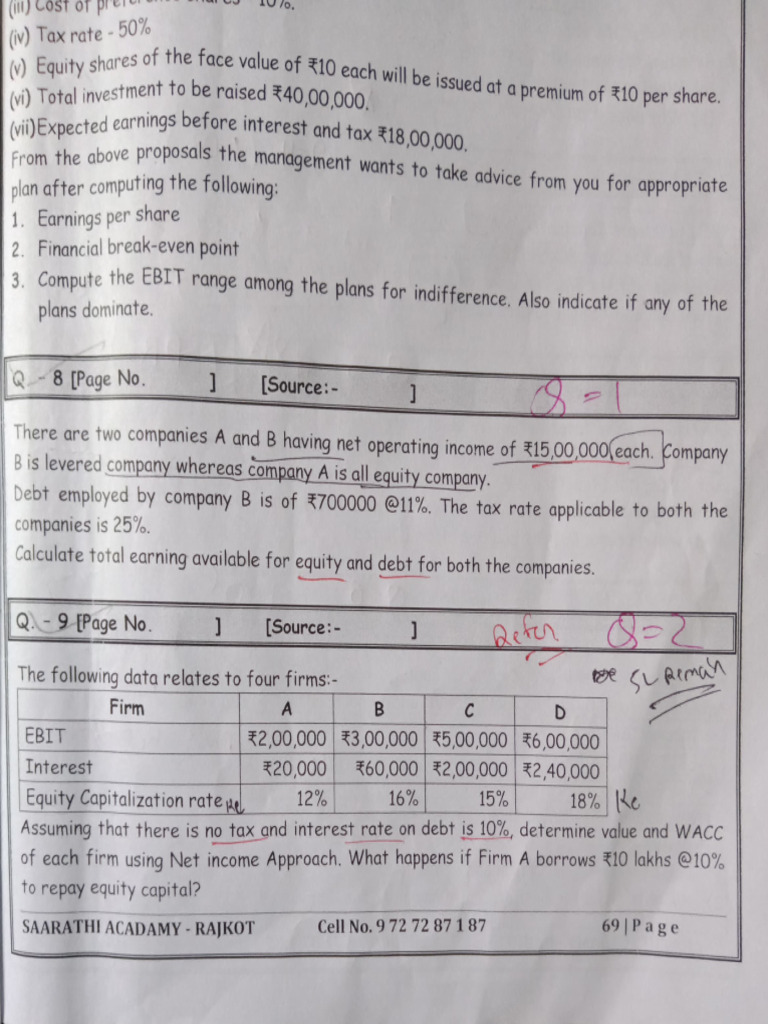 (iii) Cost of preference shares - 10%.
(iv) Tax rate - 50%
(v) Equity shares of the face value of ₹10 each will be issued at a premium of ₹10 per share.
(vi) Total investment to be raised ₹40,00,000.
(vii)Expected earnings before interest and tax ₹18,00,000.
From the above proposals the management wants to take advice from you for appropriate
plan after computing the following:
1. Earnings per share
2. Financial break-even point
3. Compute the EBIT range among the plans for indifference. Also indicate if any of the
plans dominate.
Q - 8 [Page No. ] [Source:- ] Q = 1
There are two companies A and B having net operating income of ₹15,00,000 each. Company
B is levered company whereas company A is all equity company.
Debt employed by company B is of ₹700000 @11%. The tax rate applicable to both the
companies is 25%.
Calculate total earning available for equity and debt for both the companies.
Q. - 9 [Page No. ] [Source:- ] Refer Q=2
The following data relates to four firms:-
Firm A B C D
EBIT ₹2,00,000 ₹3,00,000 ₹5,00,000 ₹6,00,000
Interest ₹20,000 ₹60,000 ₹2,00,000 ₹2,40,000
Equity Capitalization rate Ke 12% 16% 15% 18% Ke
Assuming that there is no tax and interest rate on debt is 10%, determine value and WACC
of each firm using Net income Approach. What happens if Firm A borrows ₹10 lakhs @10%
to repay equity capital?
SAARATHI ACADAMY - RAJKOT Cell No. 9 72 72 87 1 87 69 | P a g e